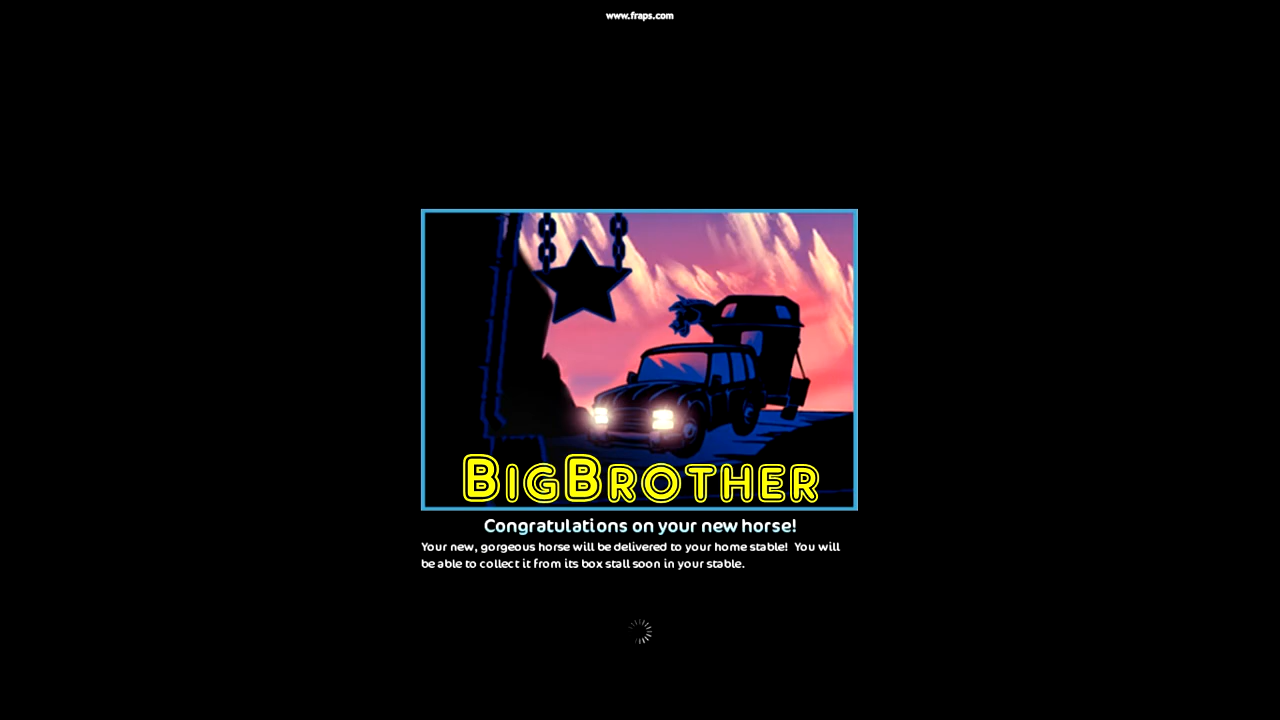 www.fraps.com
BIGBROTHER
Congratulations on your new horse!
Your new, gorgeous horse will be delivered to your home stable!  You will
be able to collect it from its box stall soon in your stable.